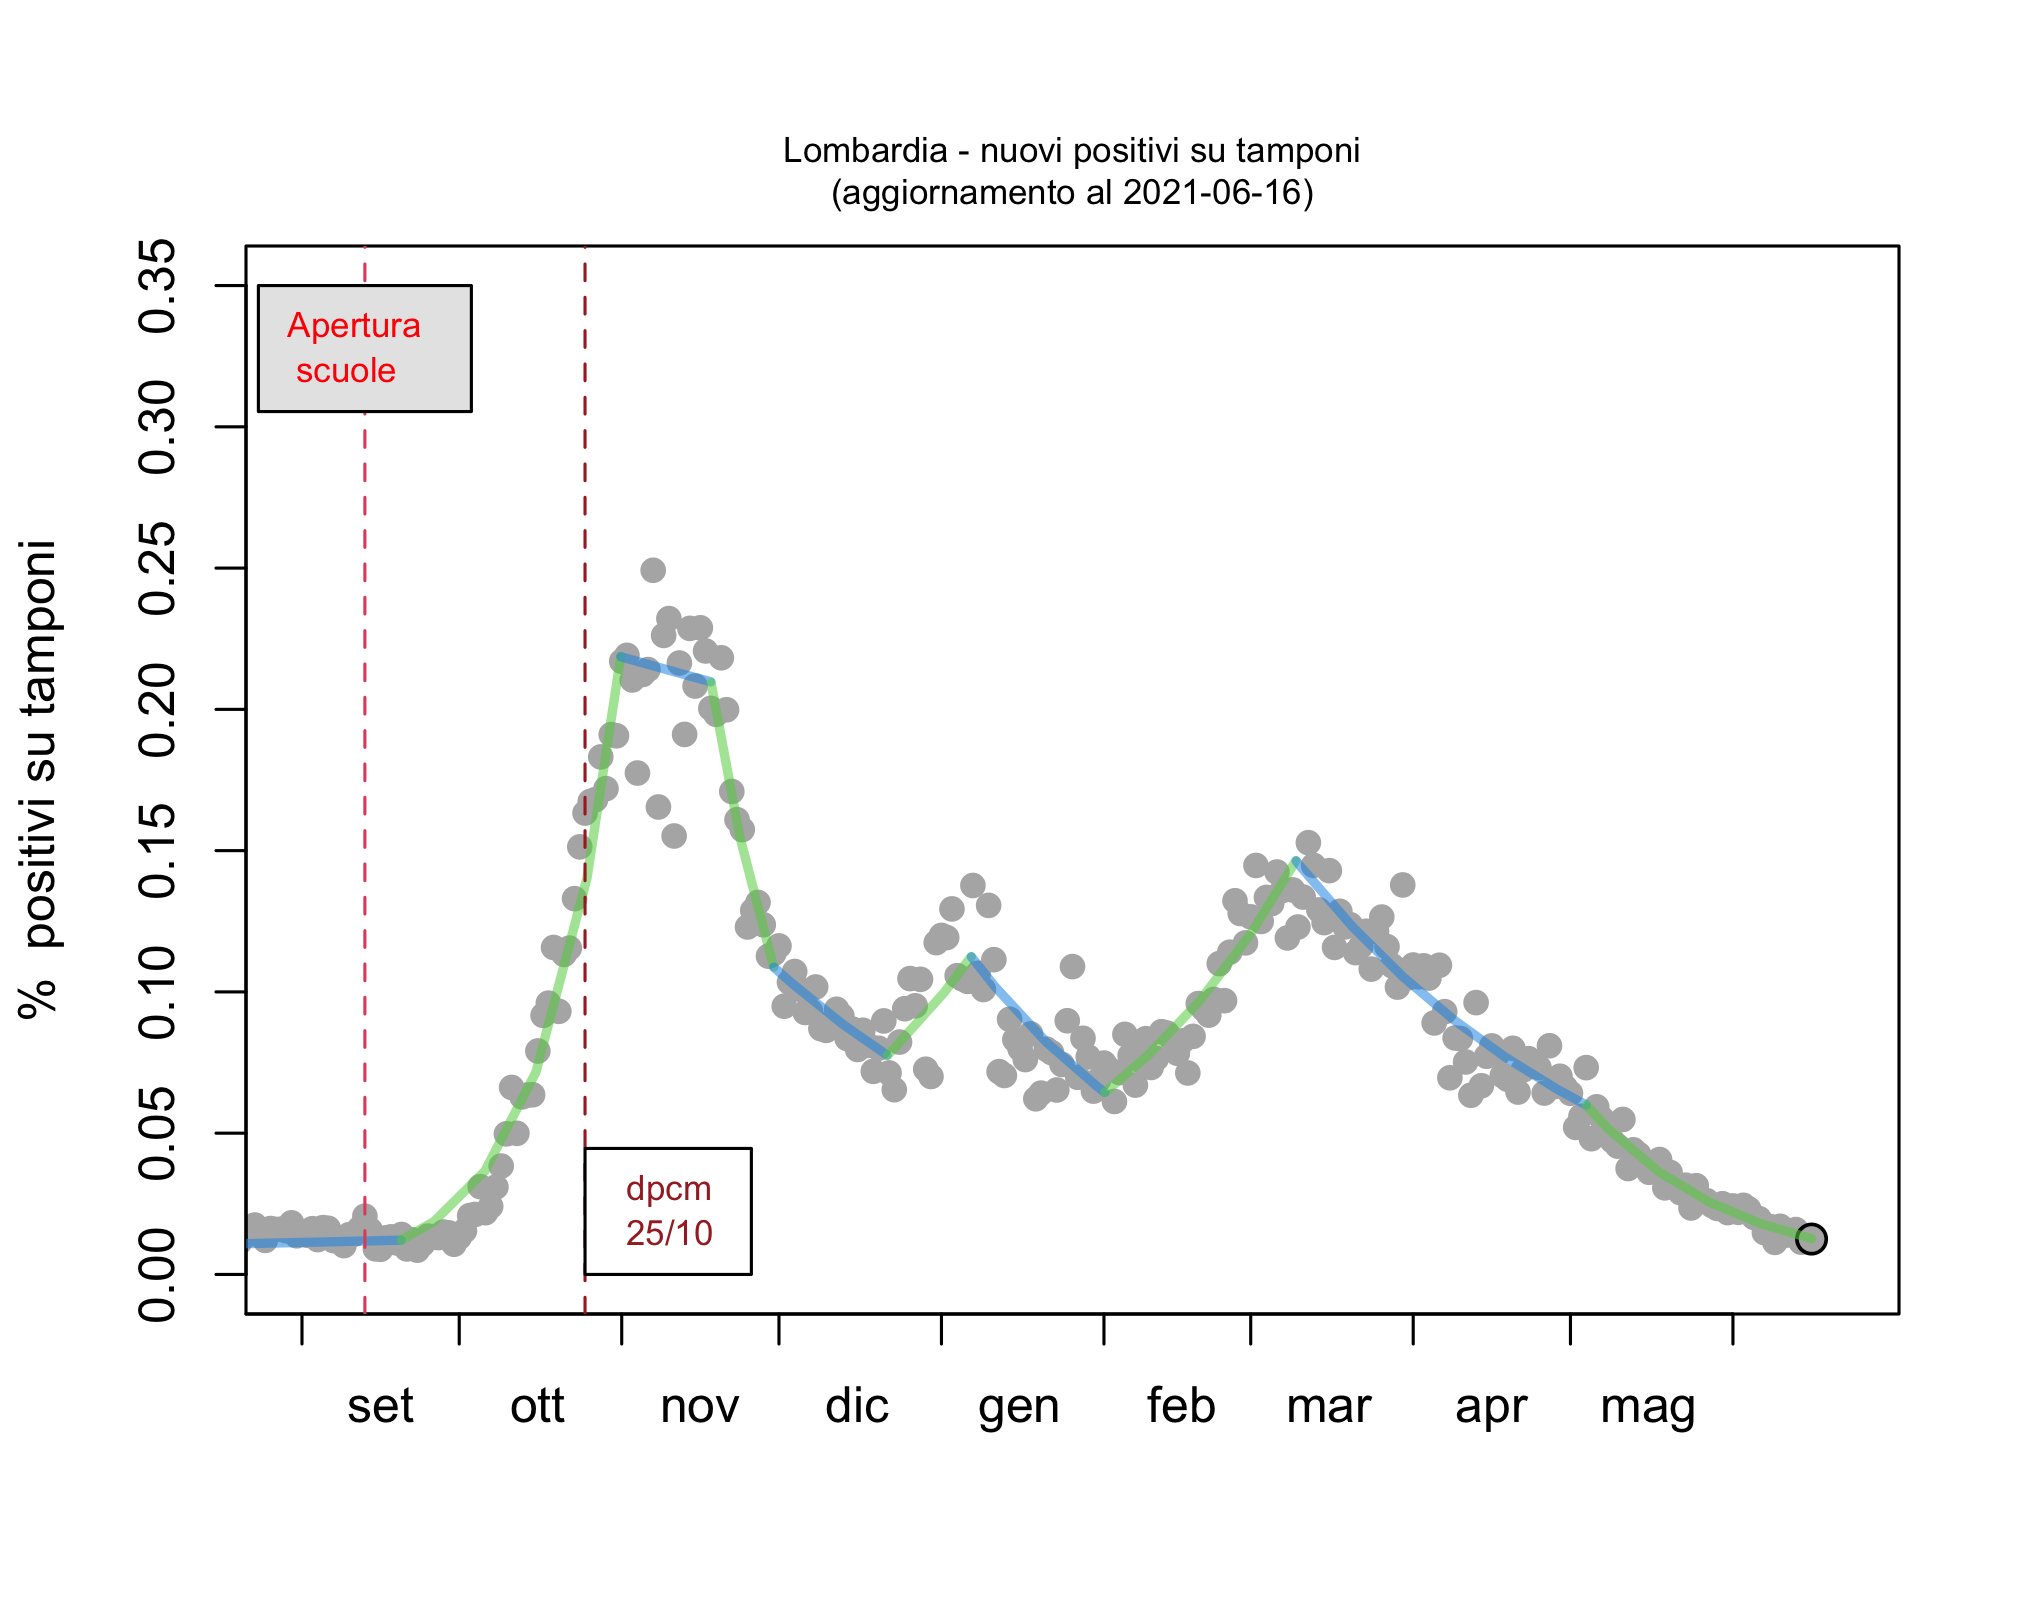 Lombardia - nuovi positivi su tamponi
(aggiornamento al 2021-06-16)
% positivi su tamponi
0.35
0.30
0.25
0.20
0.15
0.10
0.05
0.00
Apertura
scuole
dpcm
25/10
set ott nov dic gen feb mar apr mag